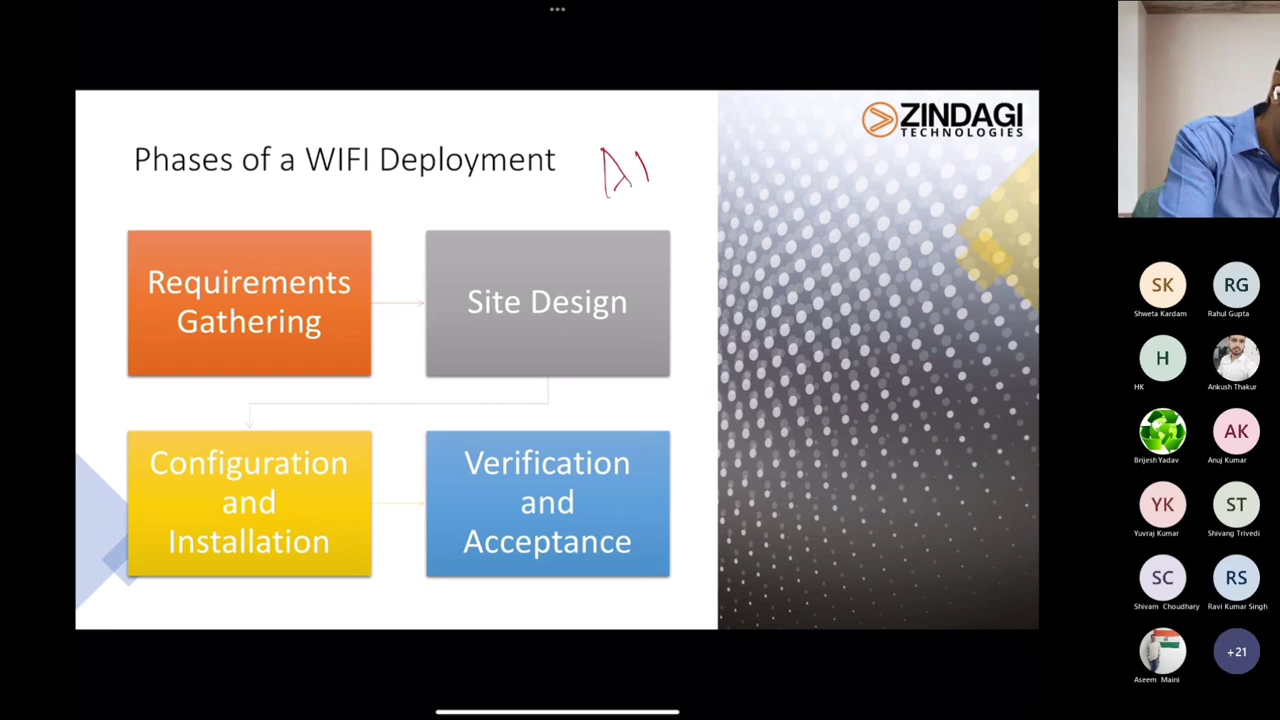 ZINDAGI
TECHNOLOGIES
Phases of a WIFI Deployment
Requirements
Gathering
Site Design
Configuration
and
Installation
Verification
and
Acceptance
SK
Shweta Kardam
RG
Rahul Gupta
H
HK
Ankush Thakur
Brijesh Yadav
AK
Anuj Kumar
YK
Yuvraj Kumar
ST
Shivang Trivedi
SC
Shivam Choudhary
RS
Ravi Kumar Singh
Aseem Maini
+21